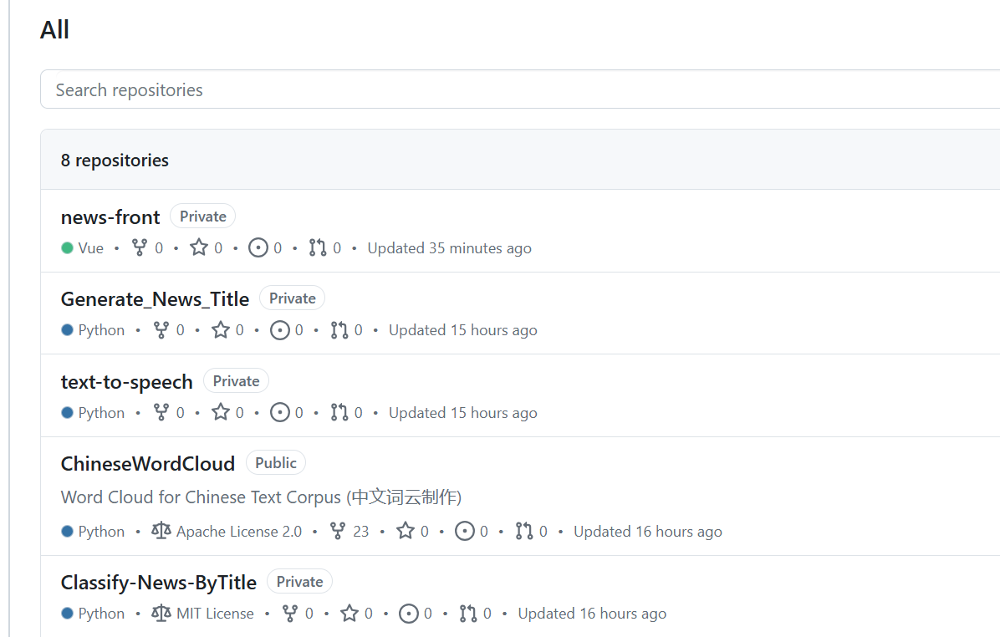 All
Search repositories
8 repositories
news-front Private
Vue • 0 • 0 • 0 • 0 • Updated 35 minutes ago
Generate_News_Title Private
Python • 0 • 0 • 0 • 0 • Updated 15 hours ago
text-to-speech Private
Python • 0 • 0 • 0 • 0 • Updated 15 hours ago
ChineseWordCloud Public
Word Cloud for Chinese Text Corpus (中文词云制作)
Python • Apache License 2.0 • 23 • 0 • 0 • 0 • Updated 16 hours ago
Classify-News-ByTitle Private
Python • MIT License • 0 • 0 • 0 • 0 • Updated 16 hours ago